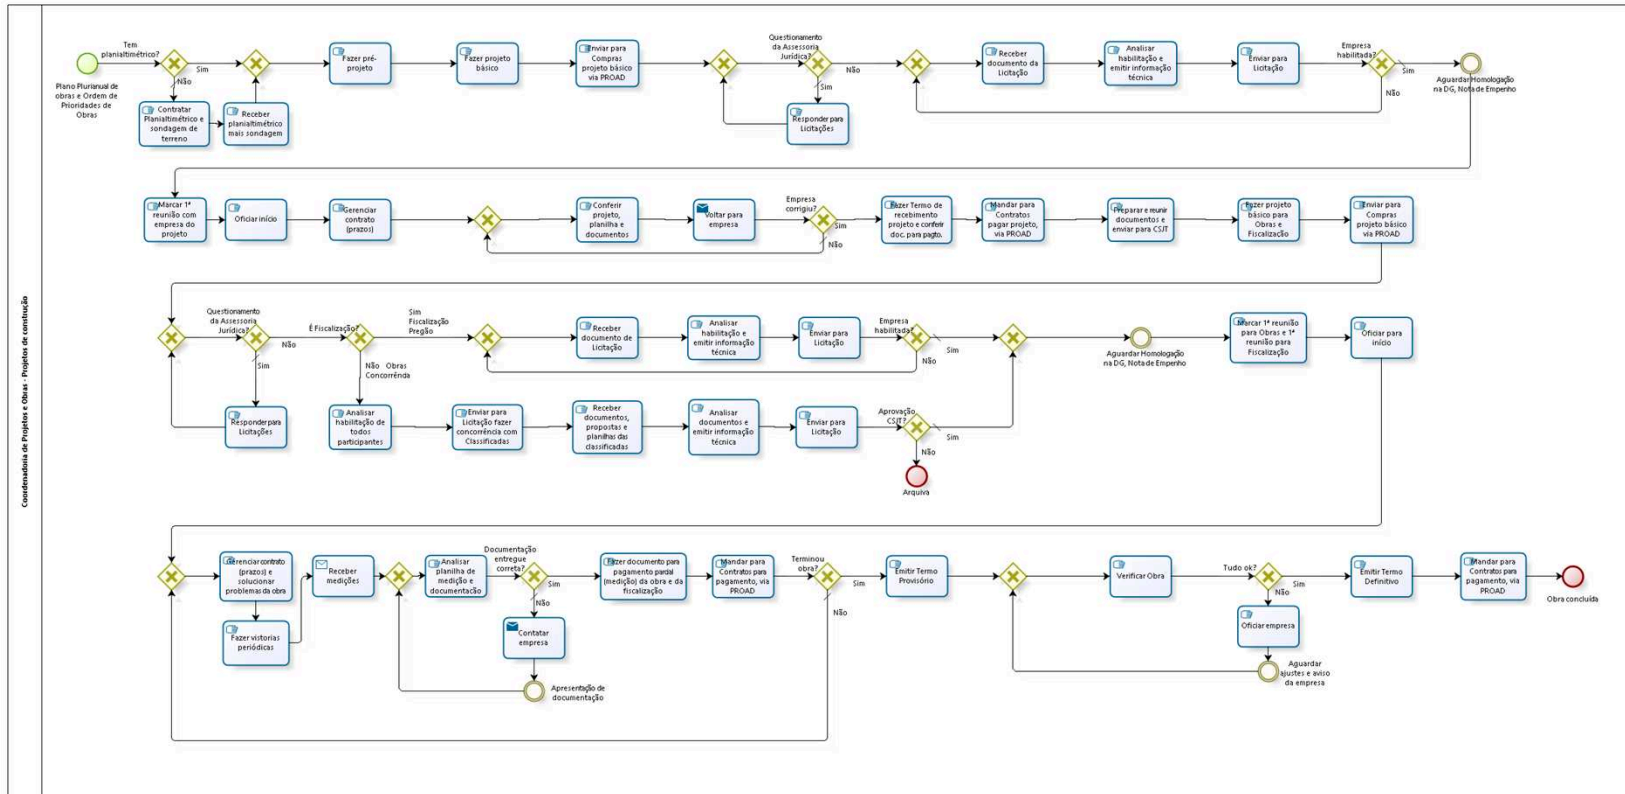 Coordenadoria de Projetos e Obras - Projetos de construção
Plano Plurianual de
obras e Ordem de
Prioridades de
Obras
Tem
planialtimétrico?
Sim
Não
Contratar
Planialtimétrico e
sondagem de
terreno
Receber
planialtimétrico
mais sondagem
Fazer pré-
projeto
Fazer projeto
básico
Enviar para
Compras
projeto básico
via PROAD
Questionamento
da Assessoria
Jurídica?
Não
Sim
Responder para
Licitações
Receber
documento da
Licitação
Analisar
habilitação e
emitir informação
técnica
Enviar para
Licitação
Empresa
habilitada?
Sim
Não
Aguardar Homologação
na DG, Nota de Empenho
Marcar 1ª
reunião com
empresa do
projeto
Oficiar início
Gerenciar
contrato
(prazos)
Conferir
projeto,
planilha e
documentos
Voltar para
empresa
Empresa
corrigiu?
Sim
Não
Fazer Termo de
recebimento
projeto e conferir
doc. para pagto.
Mandar para
Contratos
pagar projeto,
via PROAD
Preparar e reunir
documentos e
enviar para CSJT
Fazer projeto
básico para
Obras e
Fiscalização
Enviar para
Compras
projeto básico
via PROAD
Questionamento
da Assessoria
Jurídica?
Não
Sim
Responder para
Licitações
É Fiscalização?
Sim
Fiscalização
Pregão
Não Obras
Concorrência
Receber
documento de
Licitação
Analisar
habilitação e
emitir informação
técnica
Enviar para
Licitação
Empresa
habilitada?
Sim
Não
Analisar
habilitação de
todos
participantes
Enviar para
Licitação fazer
concorrência com
Classificadas
Receber
documentos,
propostas e
planilhas das
classificadas
Analisar
documentos e
emitir informação
técnica
Enviar para
Licitação
Aprovação
CSJT?
Sim
Não
Arquiva
Aguardar Homologação
na DG, Nota de Empenho
Marcar 1ª reunião
para Obras e 1ª
reunião para
Fiscalização
Oficiar para
início
Gerenciar contrato
(prazos) e
solucionar
problemas da obra
Fazer vistorias
periódicas
Receber
medições
Analisar
planilha de
medição e
documentação
Documentação
entregue
correta?
Sim
Não
Contatar
empresa
Apresentação de
documentação
Fazer documento para
pagamento parcial
(medição) da obra e da
fiscalização
Mandar para
Contratos para
pagamento, via
PROAD
Terminou
obra?
Sim
Não
Emitir Termo
Provisório
Verificar Obra
Tudo ok?
Sim
Não
Oficiar empresa
Aguardar
ajustes e aviso
da empresa
Emitir Termo
Definitivo
Mandar para
Contratos para
pagamento, via
PROAD
Obra concluída